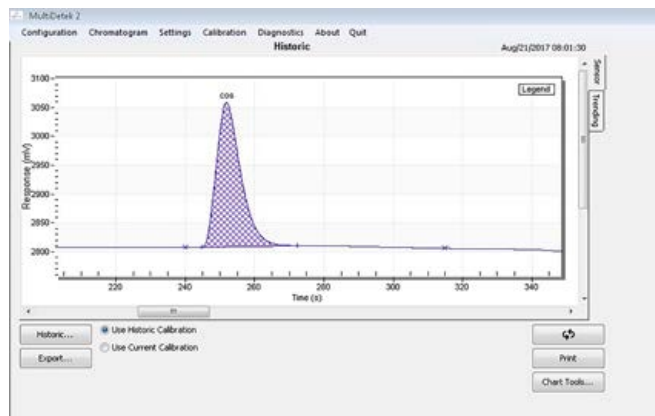 MultiDetek 2
Configuration Chromatogram Settings Calibration Diagnostics About Quit
Historic Aug/21/2017 08:01:30
Sensor
Trending
Legend
cos
Response (mV)
3100
3050
3000
2950
2900
2850
2800
220 240 260 280 300 320 340
Time (s)
Historic...
Use Historic Calibration
Use Current Calibration
Export...
Print
Chart Tools...